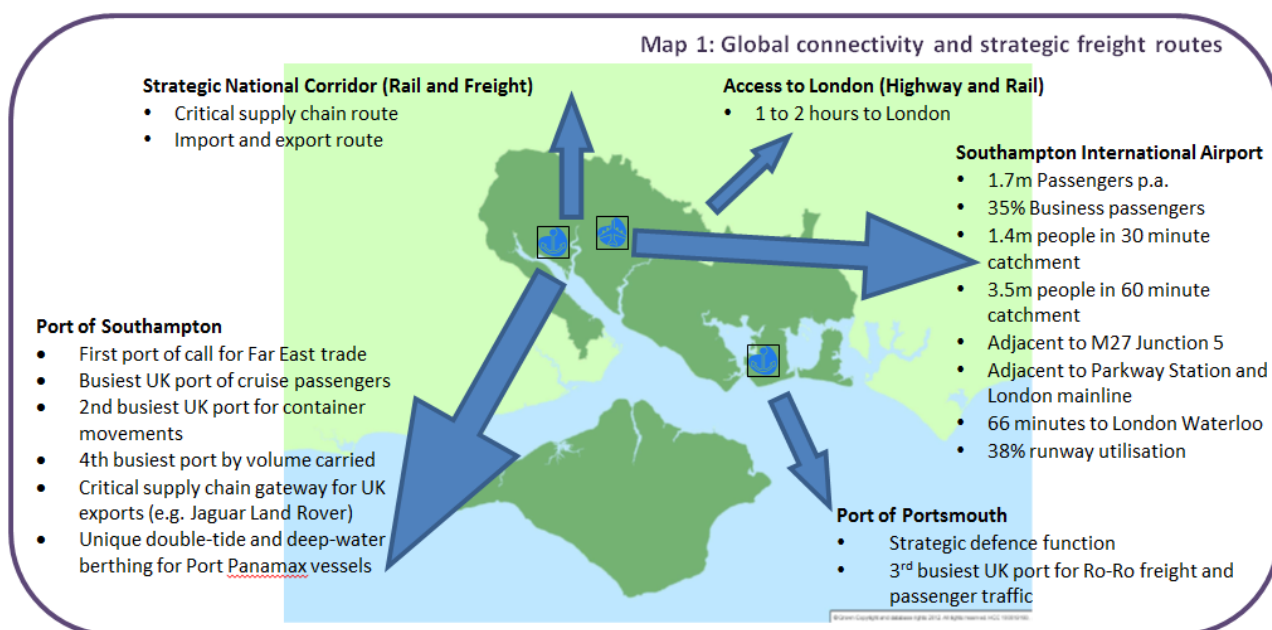 Map 1: Global connectivity and strategic freight routes
Strategic National Corridor (Rail and Freight)
• Critical supply chain route
• Import and export route
Access to London (Highway and Rail)
• 1 to 2 hours to London
Southampton International Airport
• 1.7m Passengers p.a.
• 35% Business passengers
• 1.4m people in 30 minute
catchment
• 3.5m people in 60 minute
catchment
• Adjacent to M27 Junction 5
• Adjacent to Parkway Station and
London mainline
• 66 minutes to London Waterloo
• 38% runway utilisation
Port of Southampton
• First port of call for Far East trade
• Busiest UK port of cruise passengers
• 2nd busiest UK port for container
movements
• 4th busiest port by volume carried
• Critical supply chain gateway for UK
exports (e.g. Jaguar Land Rover)
• Unique double-tide and deep-water
berthing for Port Panamax vessels
Port of Portsmouth
• Strategic defence function
• 3rd busiest UK port for Ro-Ro freight and
passenger traffic